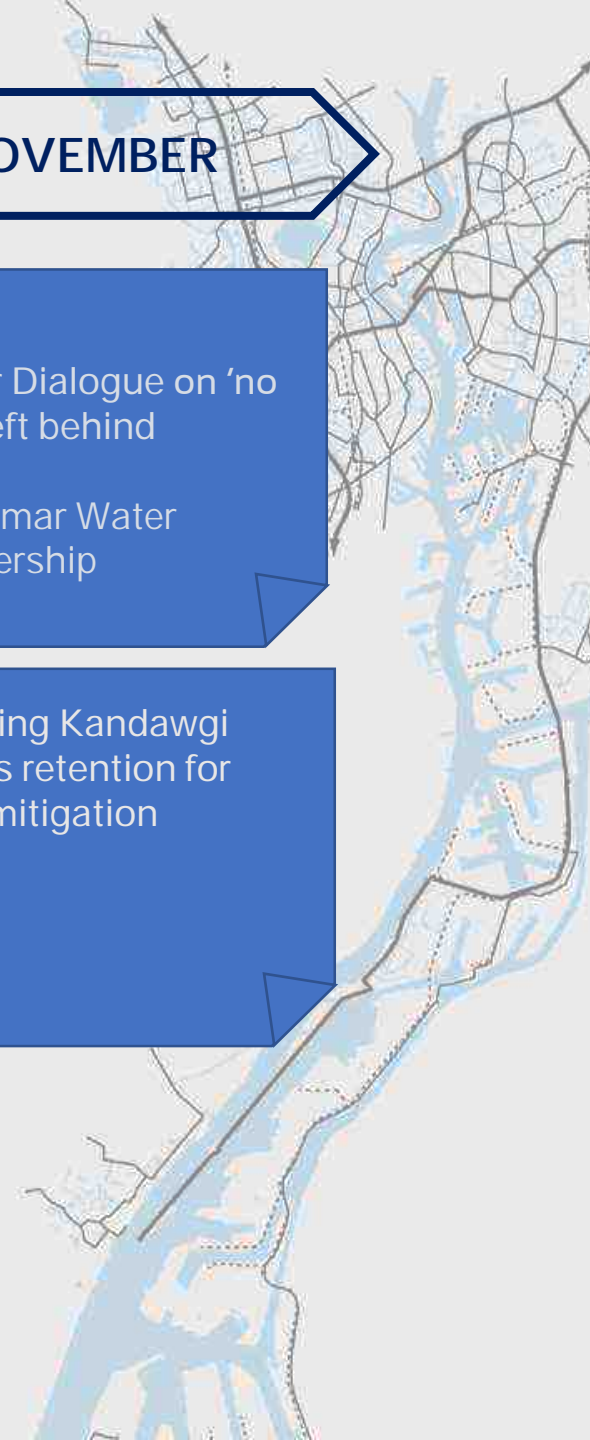 OVEMBER
r Dialogue on 'no
eft behind
mar Water
ership
ing Kandawgi
s retention for
mitigation